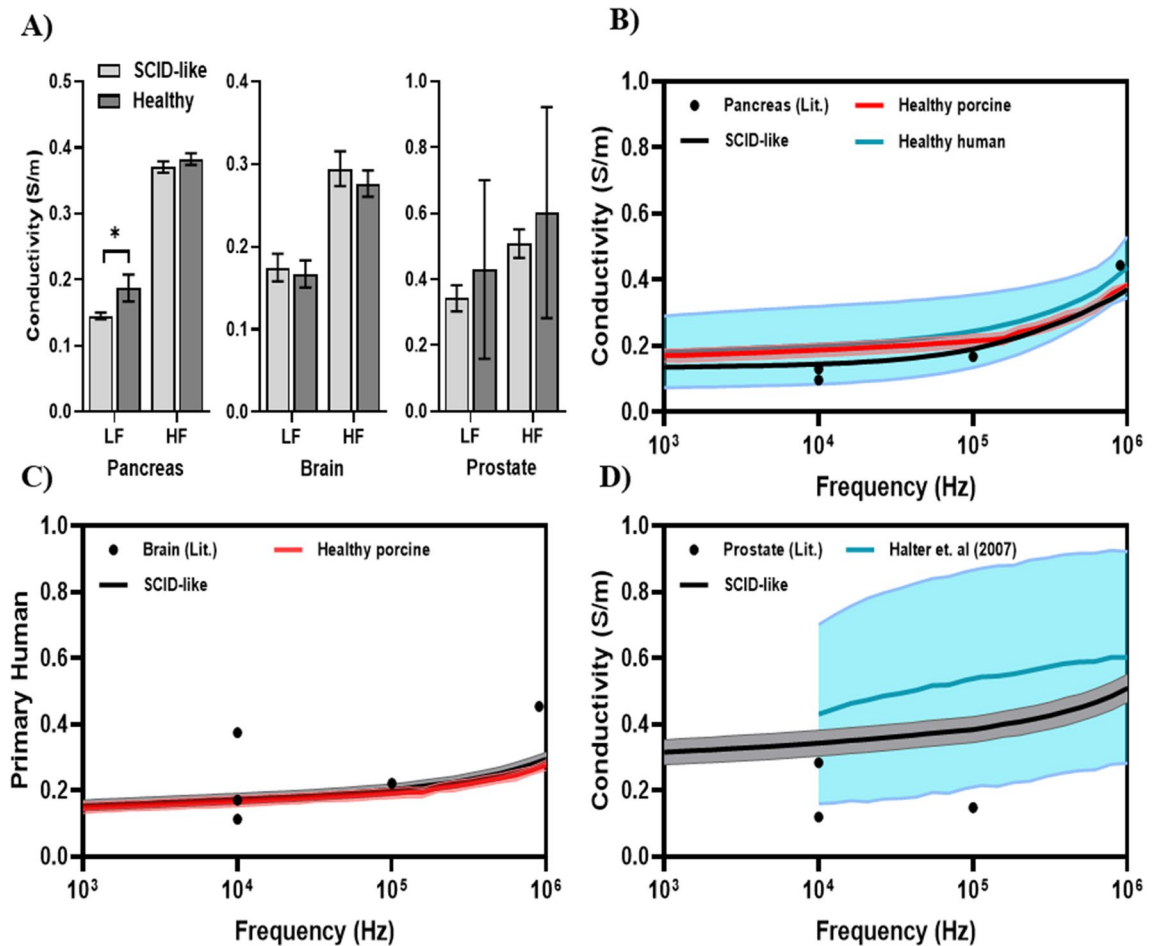 A)
SCID-like
Healthy
Conductivity (S/m)
0.5
0.4
0.3
0.2
0.1
0.0
LF HF
Pancreas
0.4
0.3
0.2
0.1
0.0
LF HF
Brain
1.0
0.8
0.6
0.4
0.2
0.0
LF HF
Prostate
*
B)
Pancreas (Lit.) Healthy porcine
SCID-like Healthy human
Conductivity (S/m)
1.0
0.8
0.6
0.4
0.2
0.0
10³ 10⁴ 10⁵ 10⁶
Frequency (Hz)
C)
Brain (Lit.) Healthy porcine
SCID-like
Primary Human
1.0
0.8
0.6
0.4
0.2
0.0
10³ 10⁴ 10⁵ 10⁶
Frequency (Hz)
D)
Prostate (Lit.) Halter et. al (2007)
SCID-like
Conductivity (S/m)
1.0
0.8
0.6
0.4
0.2
0.0
10³ 10⁴ 10⁵ 10⁶
Frequency (Hz)